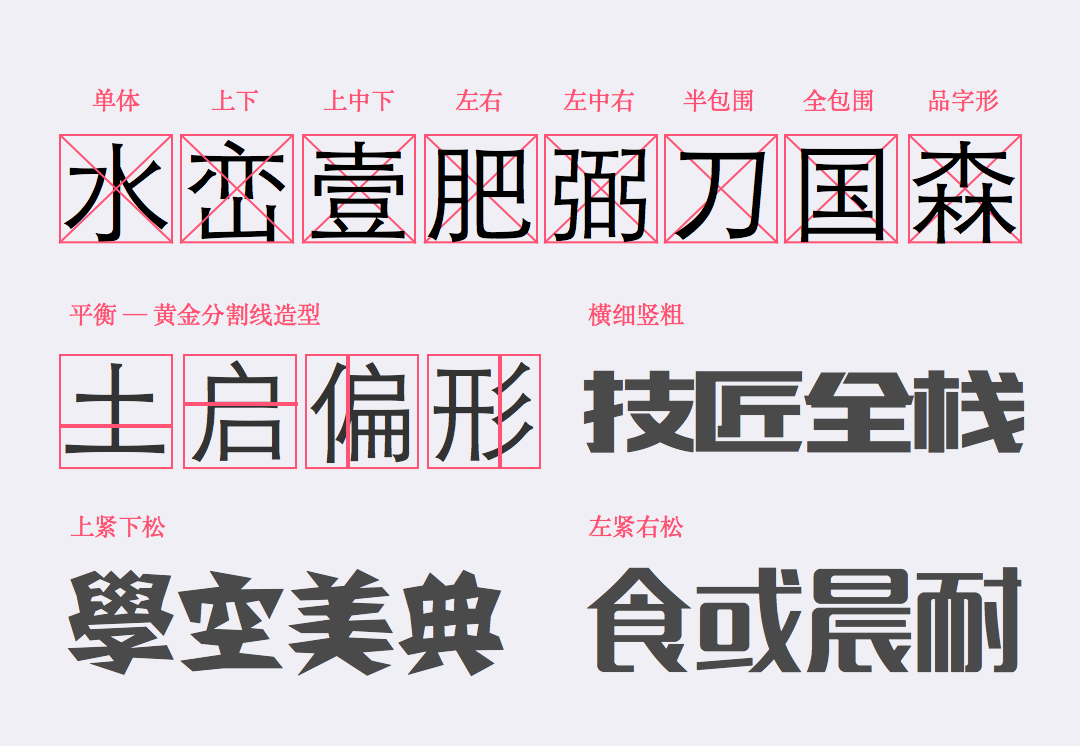 单体 上下 上中下 左右 左中右 半包围 全包围 品字形
水 峦 壹 肥 弼 刀 国 森
平衡 — 黄金分割线造型
横细竖粗
土 启 偏 形
技匠全栈
上紧下松
左紧右松
學空美典
食或晨耐